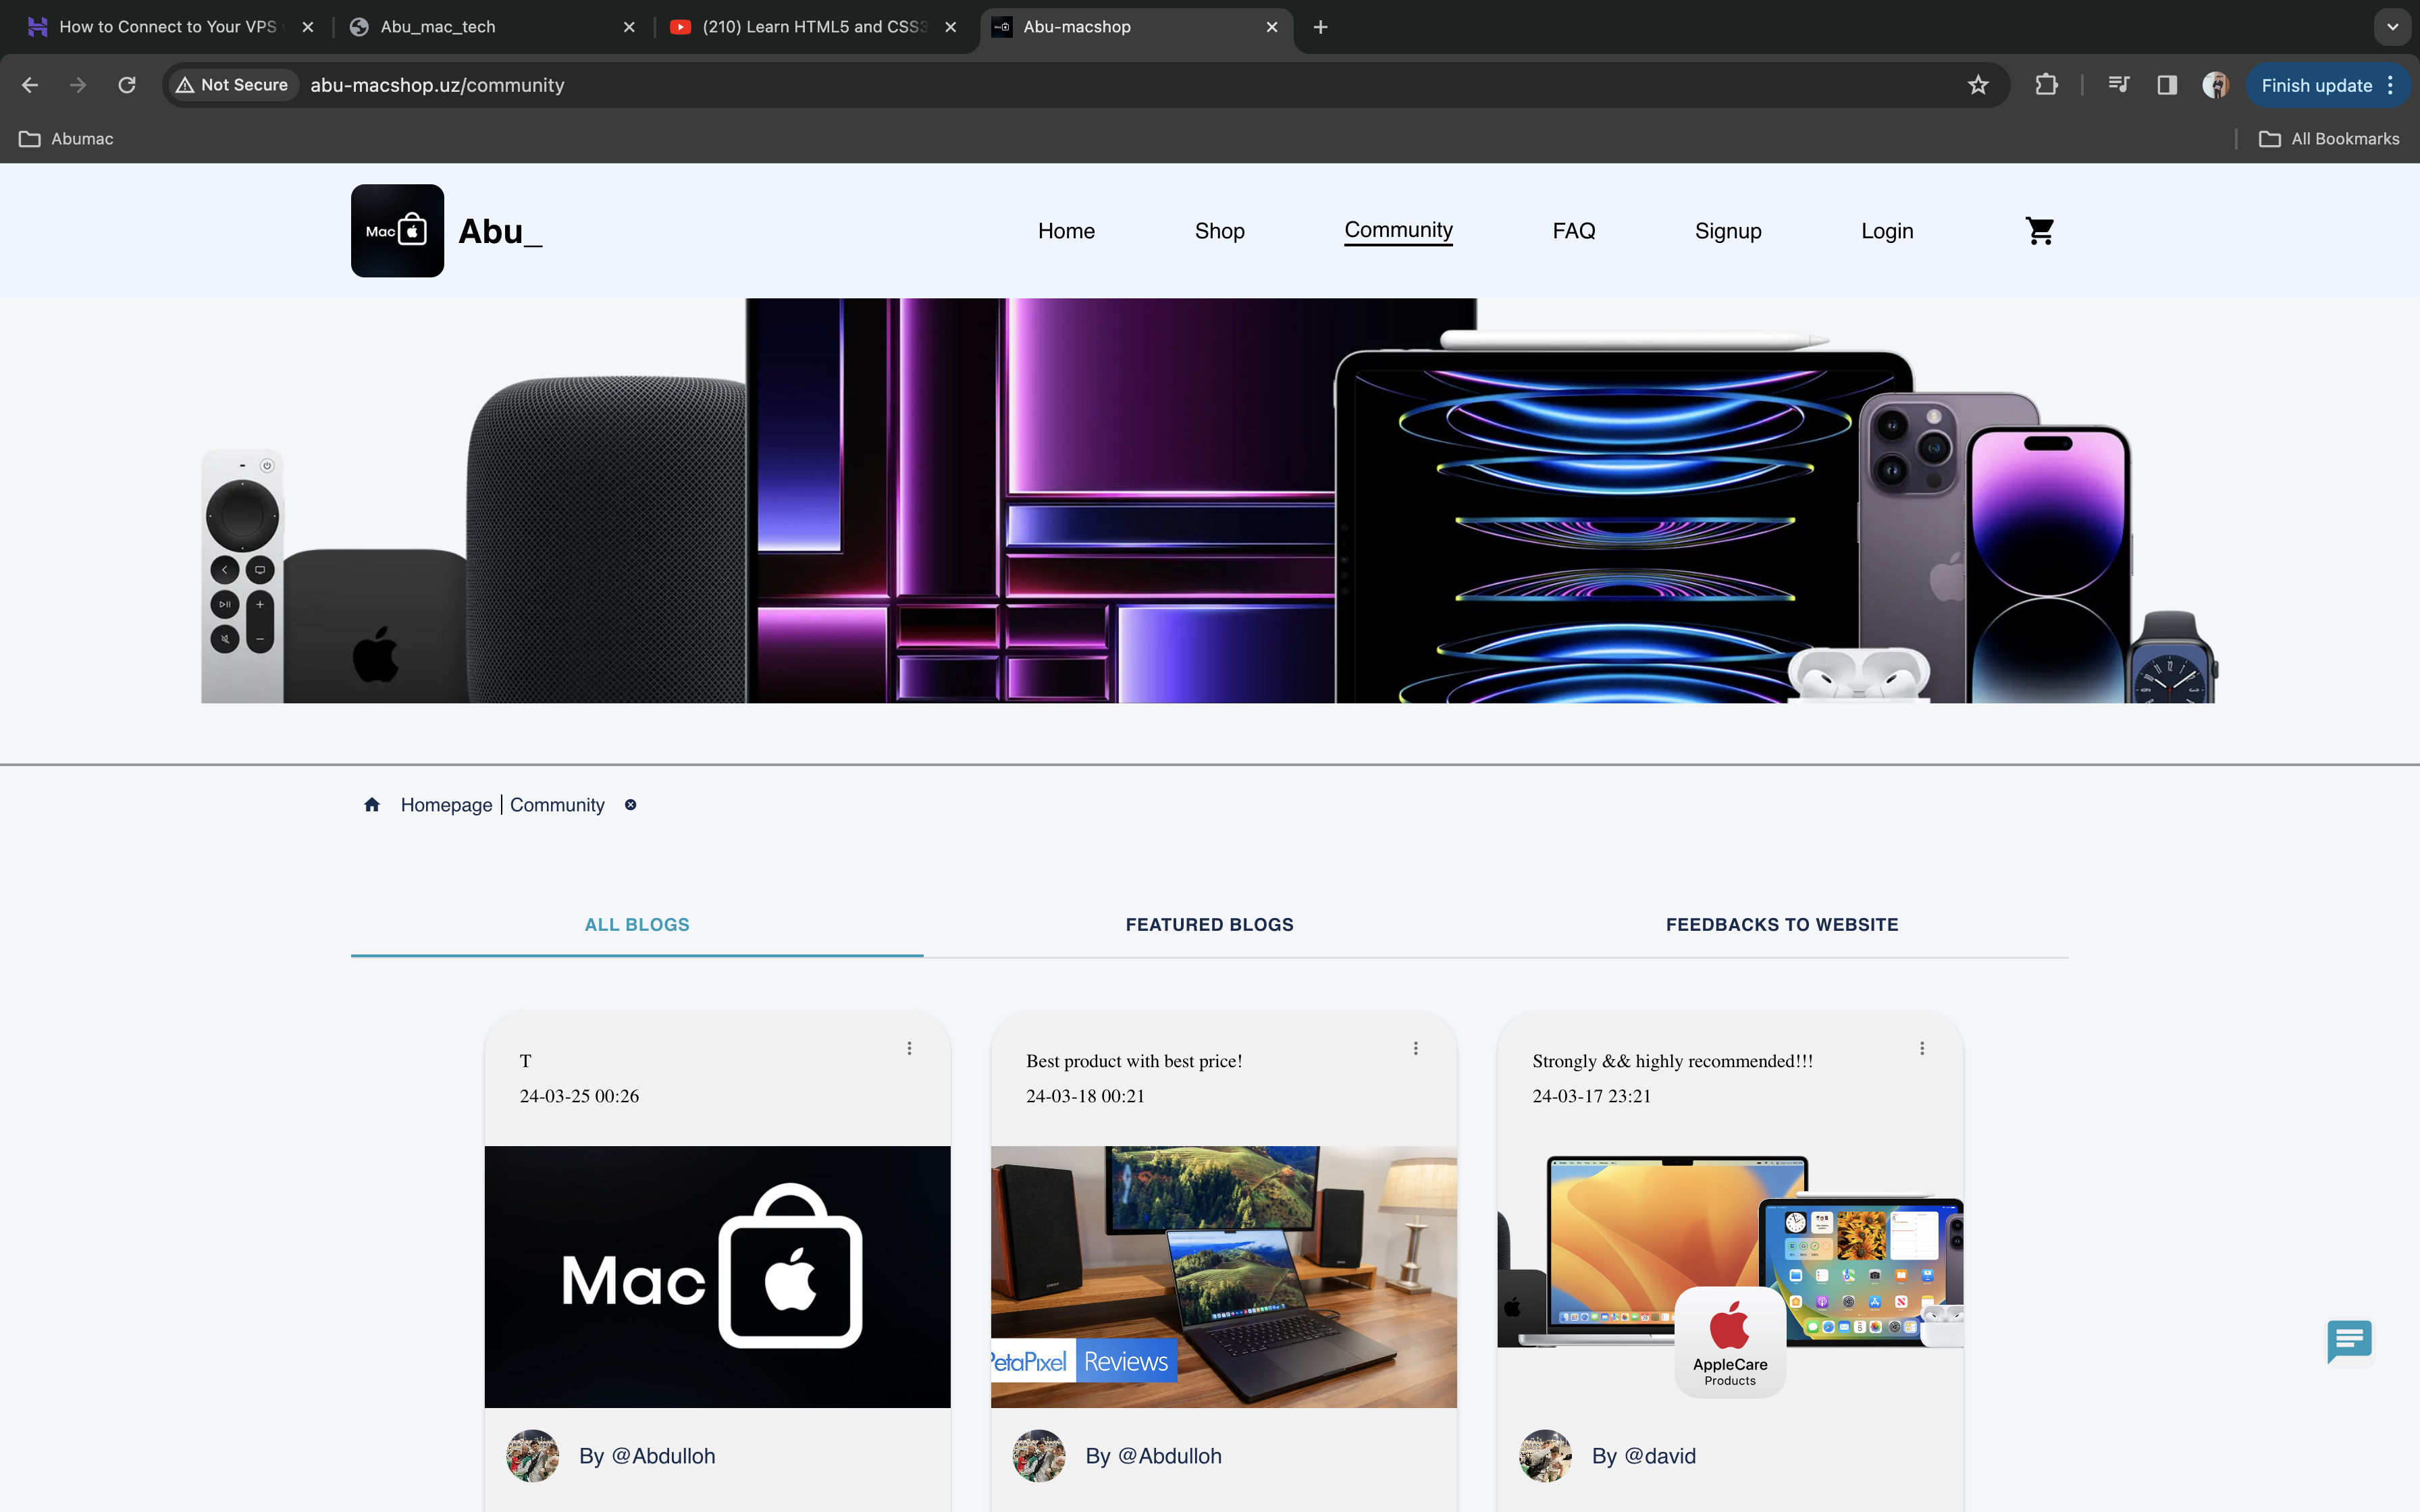 How to Connect to Your VPS
Abu_mac_tech
(210) Learn HTML5 and CSS3
Abu-macshop
Not Secure
abu-macshop.uz/community
Finish update
Abumac
All Bookmarks
Mac
Abu_
Home
Shop
Community
FAQ
Signup
Login
Homepage | Community
ALL BLOGS
FEATURED BLOGS
FEEDBACKS TO WEBSITE
T
24-03-25 00:26
Best product with best price!
24-03-18 00:21
Strongly && highly recommended!!!
24-03-17 23:21
Mac
PetaPixel Reviews
AppleCare
Products
By @Abdulloh
By @Abdulloh
By @david